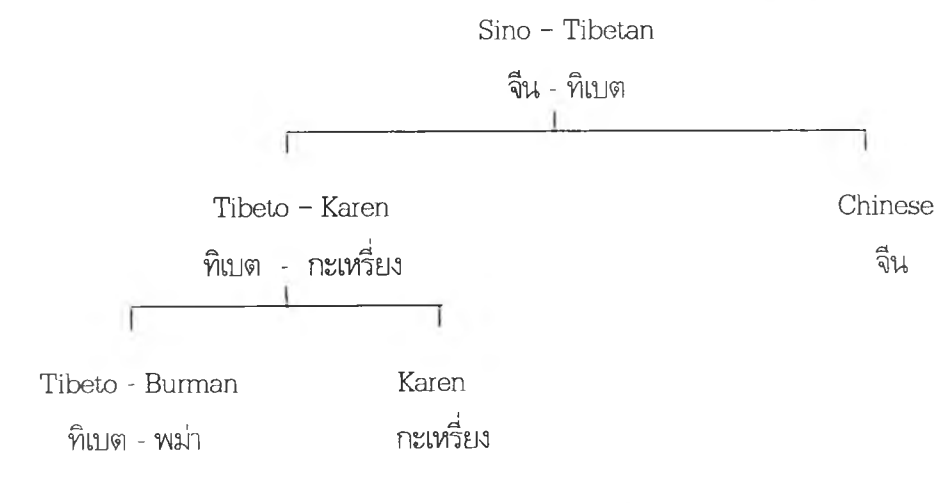 Sino – Tibetan
จีน - ทิเบต
Tibeto – Karen
ทิเบต - กะเหรี่ยง
Chinese
จีน
Tibeto - Burman
ทิเบต - พม่า
Karen
กะเหรี่ยง